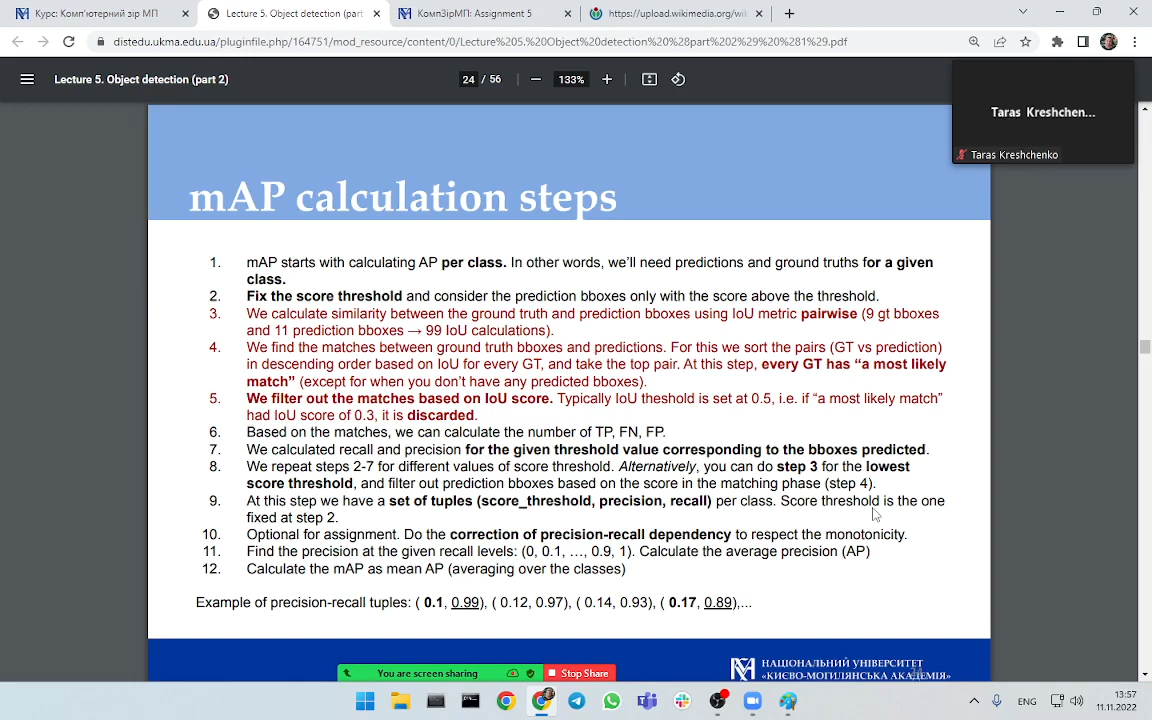 Курс: Комп'ютерний зір МП
Lecture 5. Object detection (part
КомпЗірМП: Assignment 5
https://upload.wikimedia.org/wik
distedu.ukma.edu.ua/pluginfile.php/164751/mod_resource/content/0/Lecture%205.%20Object%20detection%20%28part%202%29%20%281%29.pdf
Lecture 5. Object detection (part 2)
24 / 56
133%
Taras Kreshchen...
Taras Kreshchenko
mAP calculation steps
1. mAP starts with calculating AP per class. In other words, we'll need predictions and ground truths for a given
class.
2. Fix the score threshold and consider the prediction bboxes only with the score above the threshold.
3. We calculate similarity between the ground truth and prediction bboxes using IoU metric pairwise (9 gt bboxes
and 11 prediction bboxes → 99 IoU calculations).
4. We find the matches between ground truth bboxes and predictions. For this we sort the pairs (GT vs prediction)
in descending order based on IoU for every GT, and take the top pair. At this step, every GT has “a most likely
match” (except for when you don't have any predicted bboxes).
5. We filter out the matches based on IoU score. Typically IoU theshold is set at 0.5, i.e. if “a most likely match”
had IoU score of 0.3, it is discarded.
6. Based on the matches, we can calculate the number of TP, FN, FP.
7. We calculated recall and precision for the given threshold value corresponding to the bboxes predicted.
8. We repeat steps 2-7 for different values of score threshold. Alternatively, you can do step 3 for the lowest
score threshold, and filter out prediction bboxes based on the score in the matching phase (step 4).
9. At this step we have a set of tuples (score_threshold, precision, recall) per class. Score threshold is the one
fixed at step 2.
10. Optional for assignment. Do the correction of precision-recall dependency to respect the monotonicity.
11. Find the precision at the given recall levels: (0, 0.1, …, 0.9, 1). Calculate the average precision (AP)
12. Calculate the mAP as mean AP (averaging over the classes)
Example of precision-recall tuples: ( 0.1, 0.99), ( 0.12, 0.97), ( 0.14, 0.93), ( 0.17, 0.89),...
НАЦІОНАЛЬНИЙ УНІВЕРСИТЕТ
«КИЄВО-МОГИЛЯНСЬКА АКАДЕМІЯ»
24
You are screen sharing
Stop Share
ENG
13:57
11.11.2022